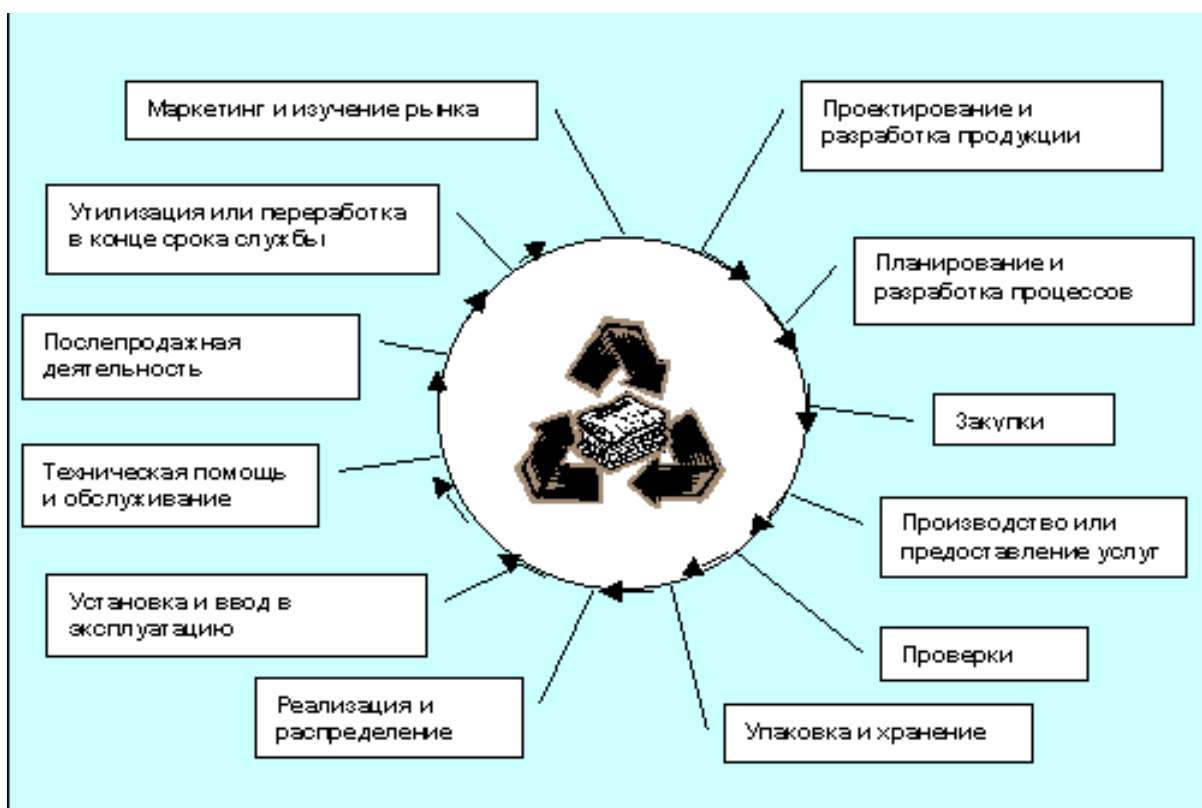 Маркетинг и изучение рынка
Проектирование и
разработка продукции
Утилизация или переработка
в конце срока службы
Планирование и
разработка процессов
Послепродажная
деятельность
Закупки
Техническая помощь
и обслуживание
Производство или
предоставление услуг
Установка и ввод в
эксплуатацию
Проверки
Реализация и
распределение
Упаковка и хранение